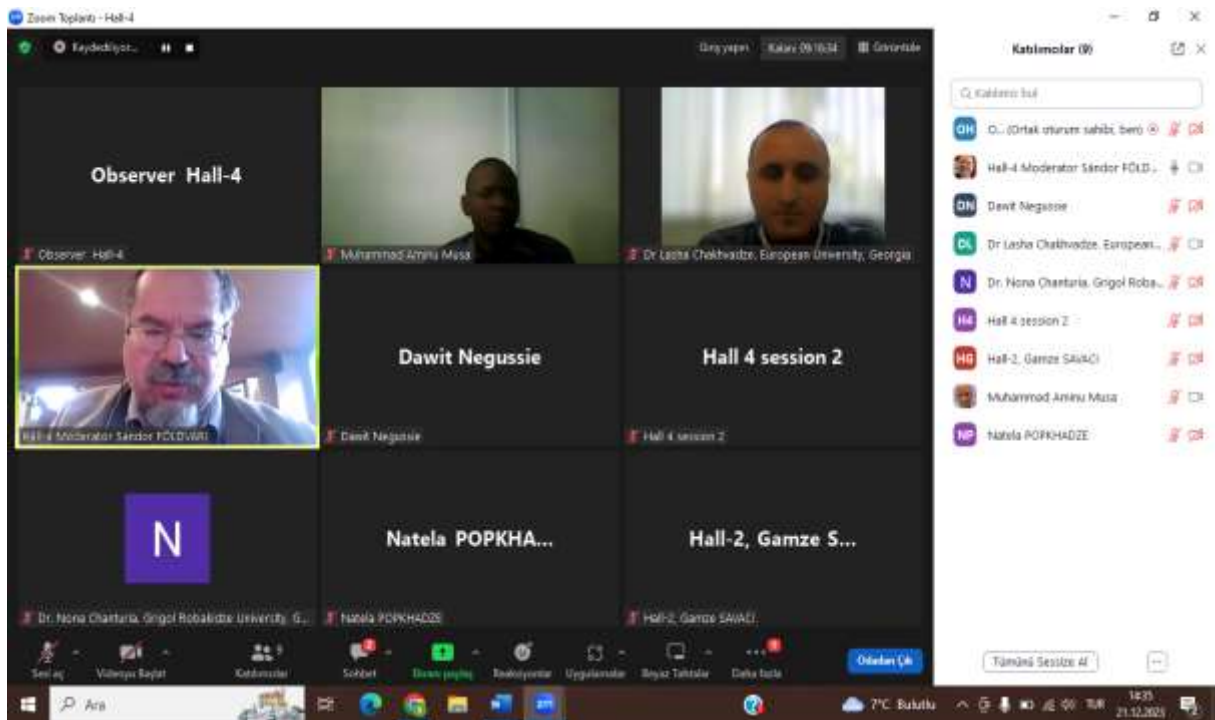 Zoom Toplantı - Hall-4
Kaydediliyor...
Giriş yapın
Görüntüle
Katılımcılar (9)
Katılımcı bul
Observer Hall-4
Observer Hall-4
Muhammad Aminu Musa
Dr Lasha Chakhvadze, European University, Georgia
Hall-4 Moderator Sándor FÖLDVÁRI
Dawit Negussie
Dawit Negussie
Hall 4 session 2
Hall 4 session 2
N
Dr. Nona Chanturia, Grigol Robakidze University, G...
Natela POPKHA...
Natela POPKHADZE
Hall-2, Gamze S...
Hall-2, Gamze SAVACI
OH
O... (Ortak oturum sahibi, ben)
Hall-4 Moderator Sándor FÖLD...
DN
Dawit Negussie
DL
Dr Lasha Chakhvadze, European...
N
Dr. Nona Chanturia, Grigol Roba...
H4
Hall 4 session 2
HG
Hall-2, Gamze SAVACI
Muhammad Aminu Musa
NP
Natela POPKHADZE
Sesi aç
Videoyu Başlat
Katılımcılar
9
Sohbet
2
Ekranı paylaş
Reaksiyonlar
Uygulamalar
Beyaz Tahtalar
Daha fazla
Odadan Çık
Tümünü Sessize Al
Ara
7°C Bulutlu
TUR
14:35
21.12.2023